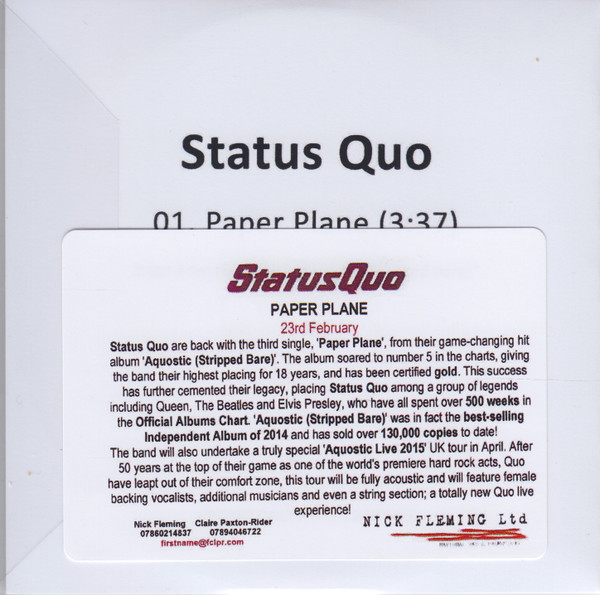 Status Quo
01. Paper Plane (3:37)
StatusQuo
PAPER PLANE
23rd February
Status Quo are back with the third single, 'Paper Plane', from their game-changing hit
album 'Aquostic (Stripped Bare)'. The album soared to number 5 in the charts, giving
the band their highest placing for 18 years, and has been certified gold. This success
has further cemented their legacy, placing Status Quo among a group of legends
including Queen, The Beatles and Elvis Presley, who have all spent over 500 weeks in
the Official Albums Chart. 'Aquostic (Stripped Bare)' was in fact the best-selling
Independent Album of 2014 and has sold over 130,000 copies to date!
The band will also undertake a truly special 'Aquostic Live 2015' UK tour in April. After
50 years at the top of their game as one of the world's premiere hard rock acts, Quo
have leapt out of their comfort zone, this tour will be fully acoustic and will feature female
backing vocalists, additional musicians and even a string section; a totally new Quo live
experience!
Nick Fleming Claire Paxton-Rider
07860214837 07894046722
firstname@fclpr.com
NICK FLEMING Ltd